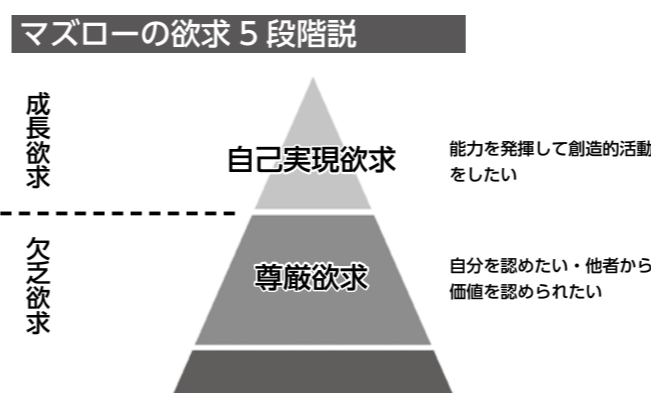 マズローの欲求5段階説
成長欲求
自己実現欲求
能力を発揮して創造的活動
をしたい
欠乏欲求
尊厳欲求
自分を認めたい・他者から
価値を認められたい